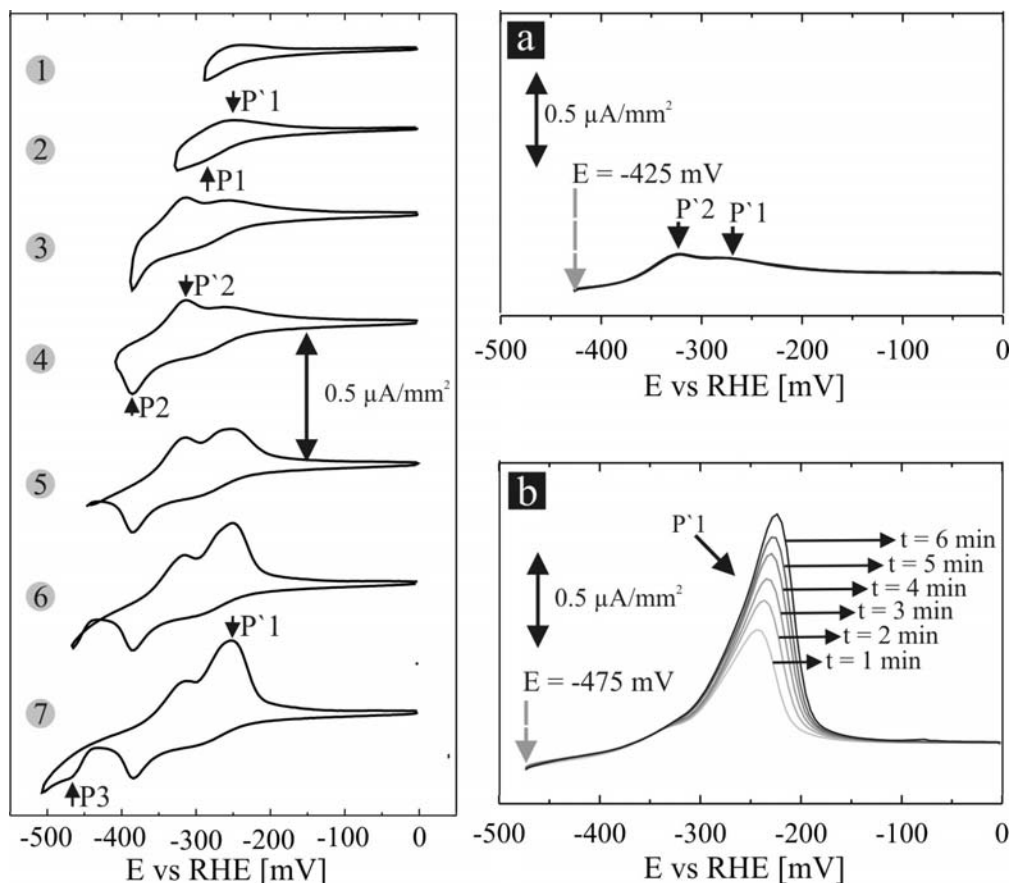 1
P`1
2
P1
3
P`2
4
0.5 µA/mm²
P2
5
6
P`1
7
P3
-500 -400 -300 -200 -100 0
E vs RHE [mV]
a
0.5 µA/mm²
E = -425 mV
P`2 P`1
-500 -400 -300 -200 -100 0
E vs RHE [mV]
b
P`1
0.5 µA/mm²
t = 6 min
t = 5 min
t = 4 min
t = 3 min
t = 2 min
t = 1 min
E = -475 mV
-500 -400 -300 -200 -100 0
E vs RHE [mV]